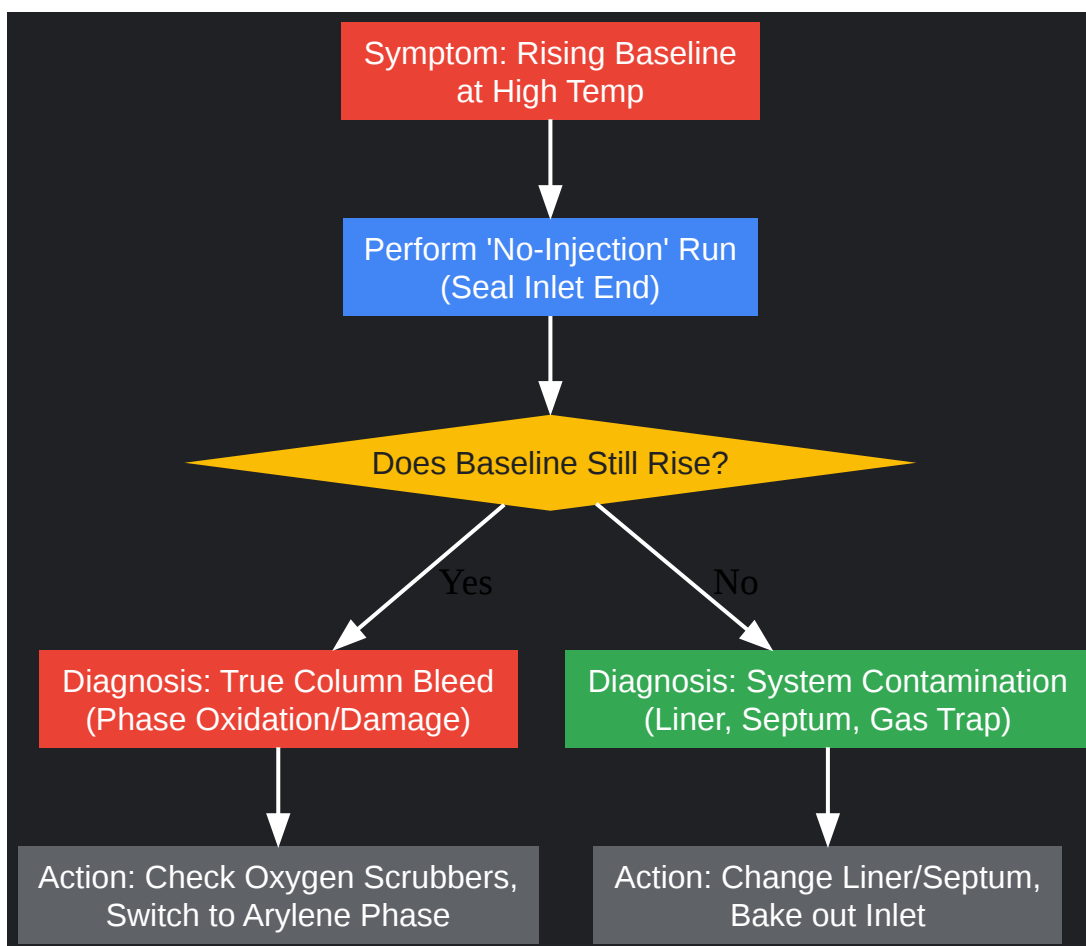 Symptom: Rising Baseline
at High Temp
Perform 'No-Injection' Run
(Seal Inlet End)
Does Baseline Still Rise?
Yes
No
Diagnosis: True Column Bleed
(Phase Oxidation/Damage)
Diagnosis: System Contamination
(Liner, Septum, Gas Trap)
Action: Check Oxygen Scrubbers,
Switch to Arylene Phase
Action: Change Liner/Septum,
Bake out Inlet